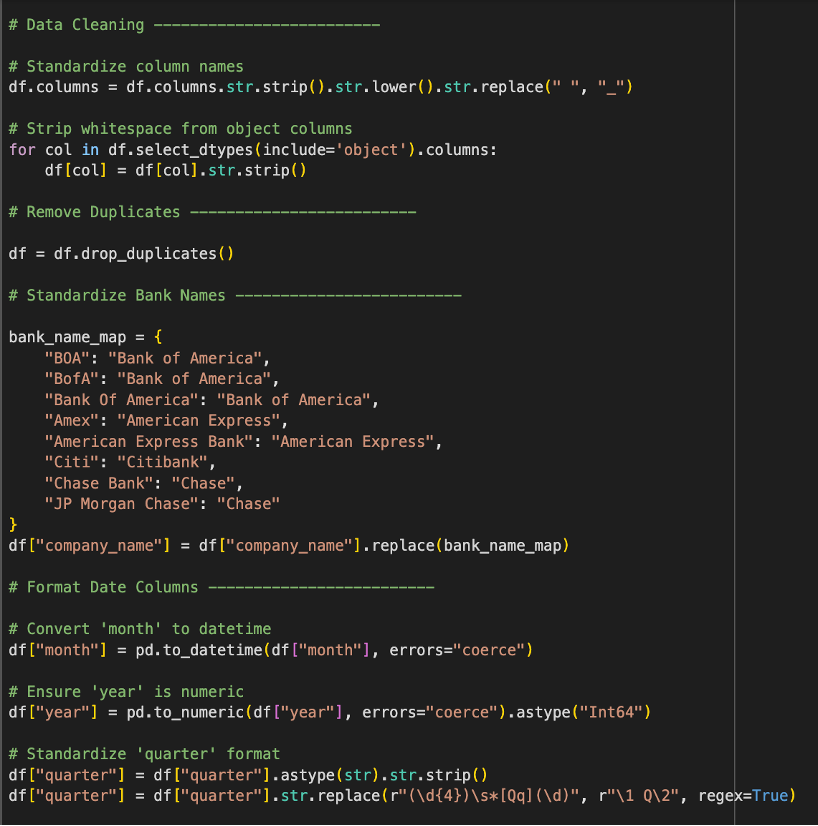 # Data Cleaning -------------------------
# Standardize column names
df.columns = df.columns.str.strip().str.lower().str.replace(" ", "_")
# Strip whitespace from object columns
for col in df.select_dtypes(include='object').columns:
    df[col] = df[col].str.strip()
# Remove Duplicates -------------------------
df = df.drop_duplicates()
# Standardize Bank Names -------------------------
bank_name_map = {
    "BOA": "Bank of America",
    "BofA": "Bank of America",
    "Bank Of America": "Bank of America",
    "Amex": "American Express",
    "American Express Bank": "American Express",
    "Citi": "Citibank",
    "Chase Bank": "Chase",
    "JP Morgan Chase": "Chase"
}
df["company_name"] = df["company_name"].replace(bank_name_map)
# Format Date Columns -------------------------
# Convert 'month' to datetime
df["month"] = pd.to_datetime(df["month"], errors="coerce")
# Ensure 'year' is numeric
df["year"] = pd.to_numeric(df["year"], errors="coerce").astype("Int64")
# Standardize 'quarter' format
df["quarter"] = df["quarter"].astype(str).str.strip()
df["quarter"] = df["quarter"].str.replace(r"(\d{4})\s*[Qq](\d)", r"\1 Q\2", regex=True)